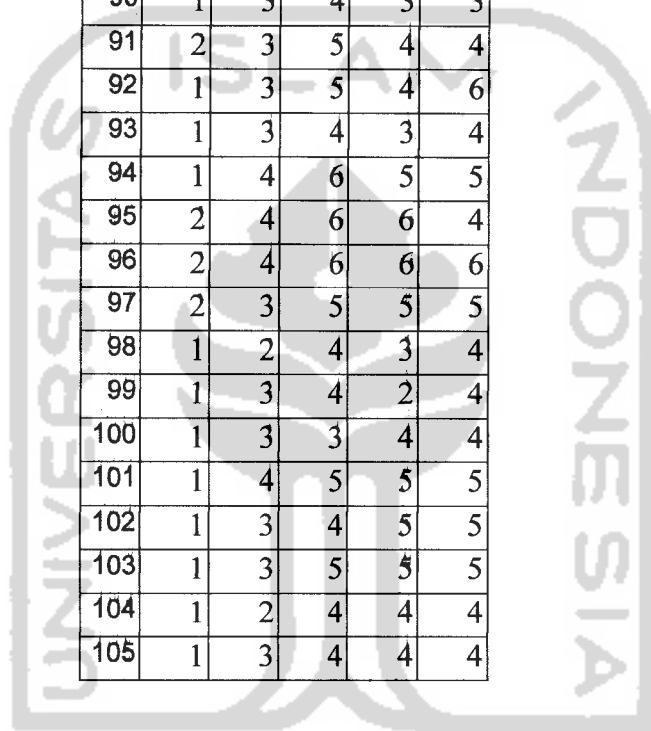 ISLAM
UNIVERSITAS
INDONESIA
91 2 3 5 4 4
92 1 3 5 4 6
93 1 3 4 3 4
94 1 4 6 5 5
95 2 4 6 6 4
96 2 4 6 6 6
97 2 3 5 5 5
98 1 2 4 3 4
99 1 3 4 2 4
100 1 3 3 4 4
101 1 4 5 5 5
102 1 3 4 5 5
103 1 3 5 5 5
104 1 2 4 4 4
105 1 3 4 4 4